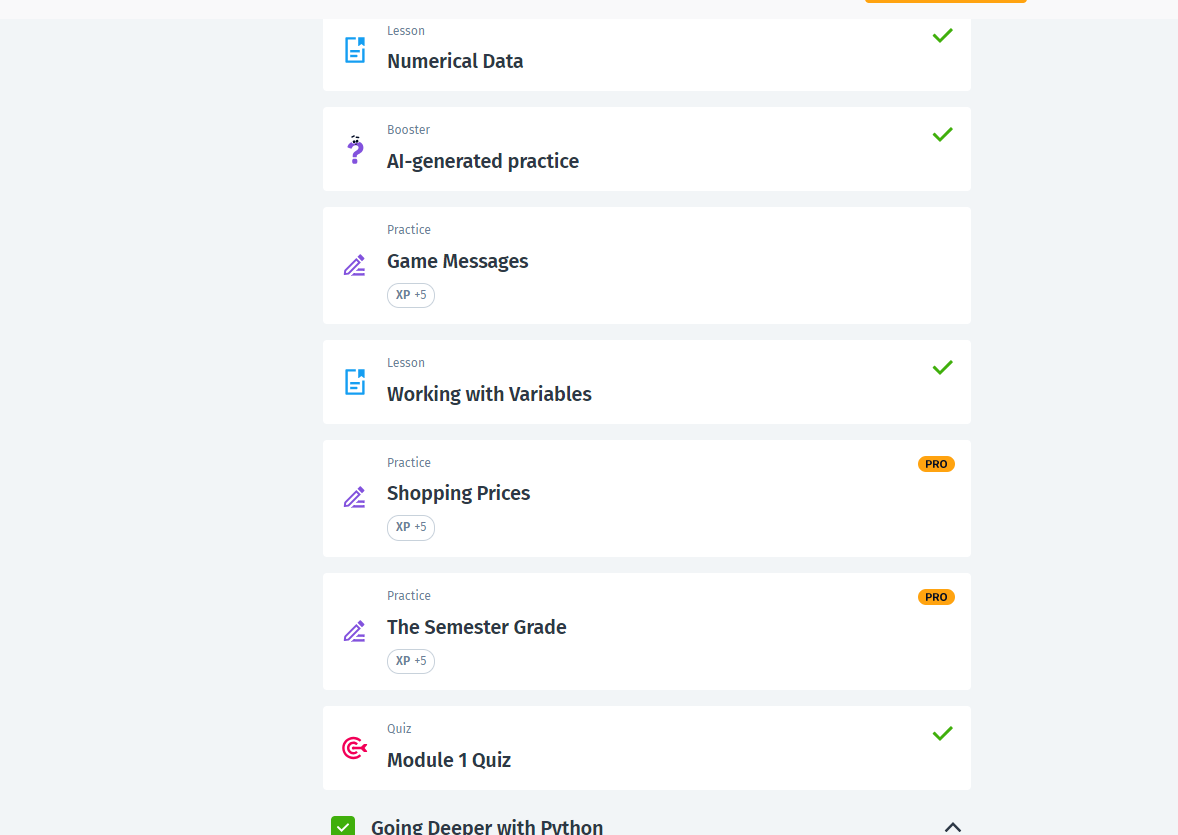 Lesson
Numerical Data
Booster
AI-generated practice
Practice
Game Messages
XP +5
Lesson
Working with Variables
Practice
PRO
Shopping Prices
XP +5
Practice
PRO
The Semester Grade
XP +5
Quiz
Module 1 Quiz
Going Deeper with Python